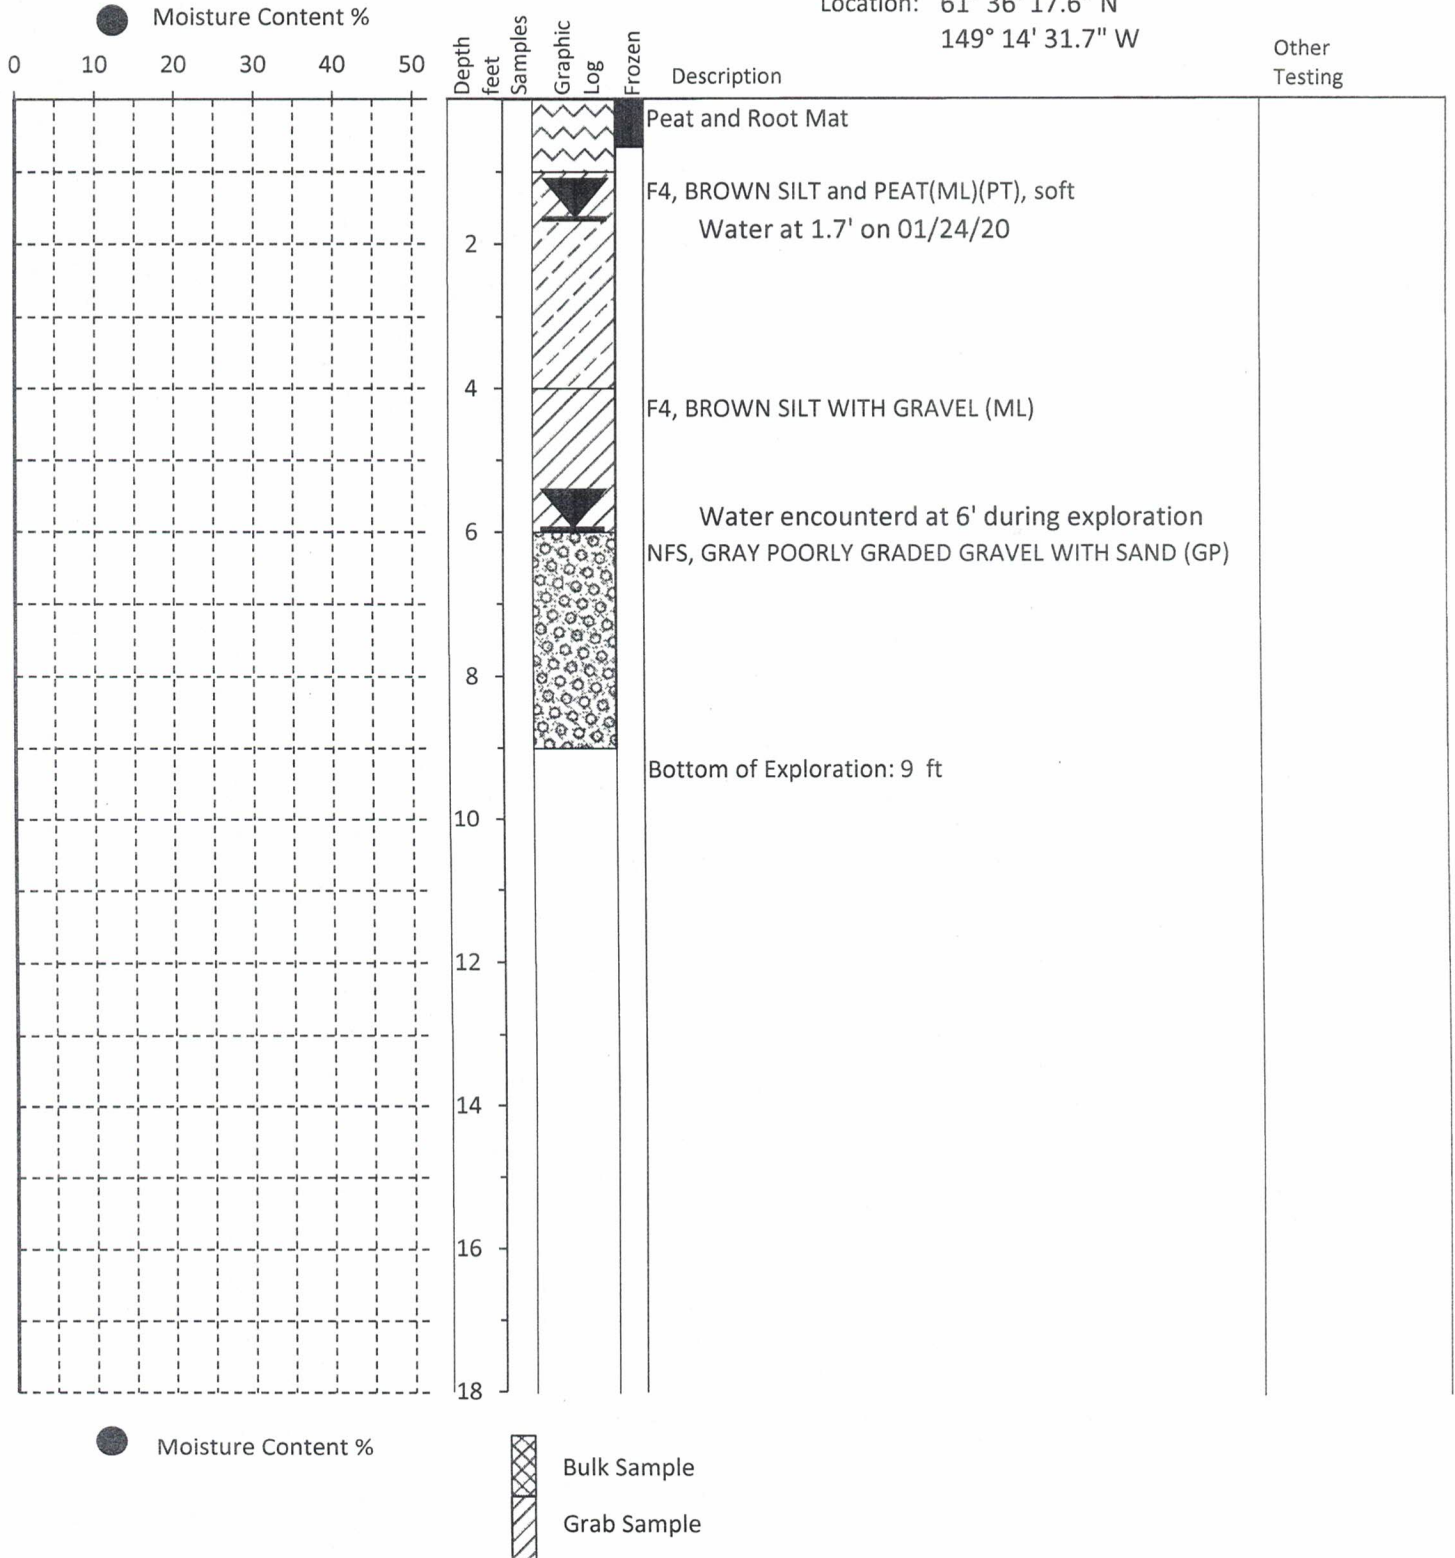 Location: 61° 36' 17.6" N
149° 14' 31.7" W
Moisture Content %
0 10 20 30 40 50
Depth feet
Samples
Graphic Log
Frozen
Description
Other
Testing
Peat and Root Mat
F4, BROWN SILT and PEAT(ML)(PT), soft
Water at 1.7' on 01/24/20
2
4
F4, BROWN SILT WITH GRAVEL (ML)
Water encounterd at 6' during exploration
6
NFS, GRAY POORLY GRADED GRAVEL WITH SAND (GP)
8
Bottom of Exploration: 9 ft
10
12
14
16
18
Moisture Content %
Bulk Sample
Grab Sample